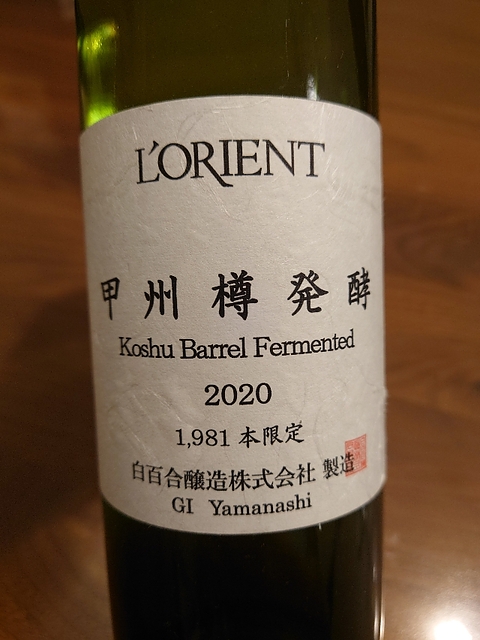 L'ORIENT
甲州樽発酵
Koshu Barrel Fermented
2020
1,981 本限定
白百合醸造株式会社 製造
GI Yamanashi